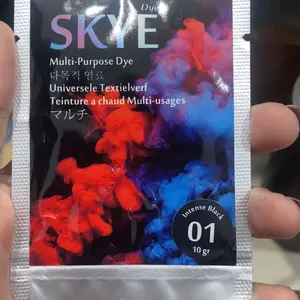 Dye
SKYE
Multi-Purpose Dye
다목적 염료
Universele Textielverf
Teinture a chaud Multi-usages
マルチ
Intense Black
01
10 gr